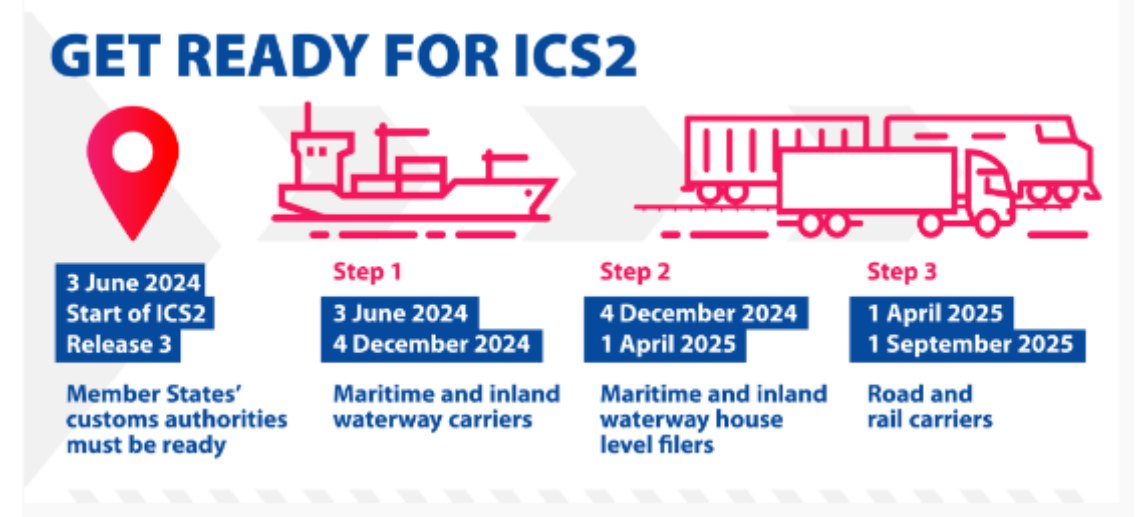 GET READY FOR ICS2
3 June 2024
Start of ICS2
Release 3
Member States'
customs authorities
must be ready
Step 1
3 June 2024
4 December 2024
Maritime and inland
waterway carriers
Step 2
4 December 2024
1 April 2025
Maritime and inland
waterway house
level filers
Step 3
1 April 2025
1 September 2025
Road and
rail carriers